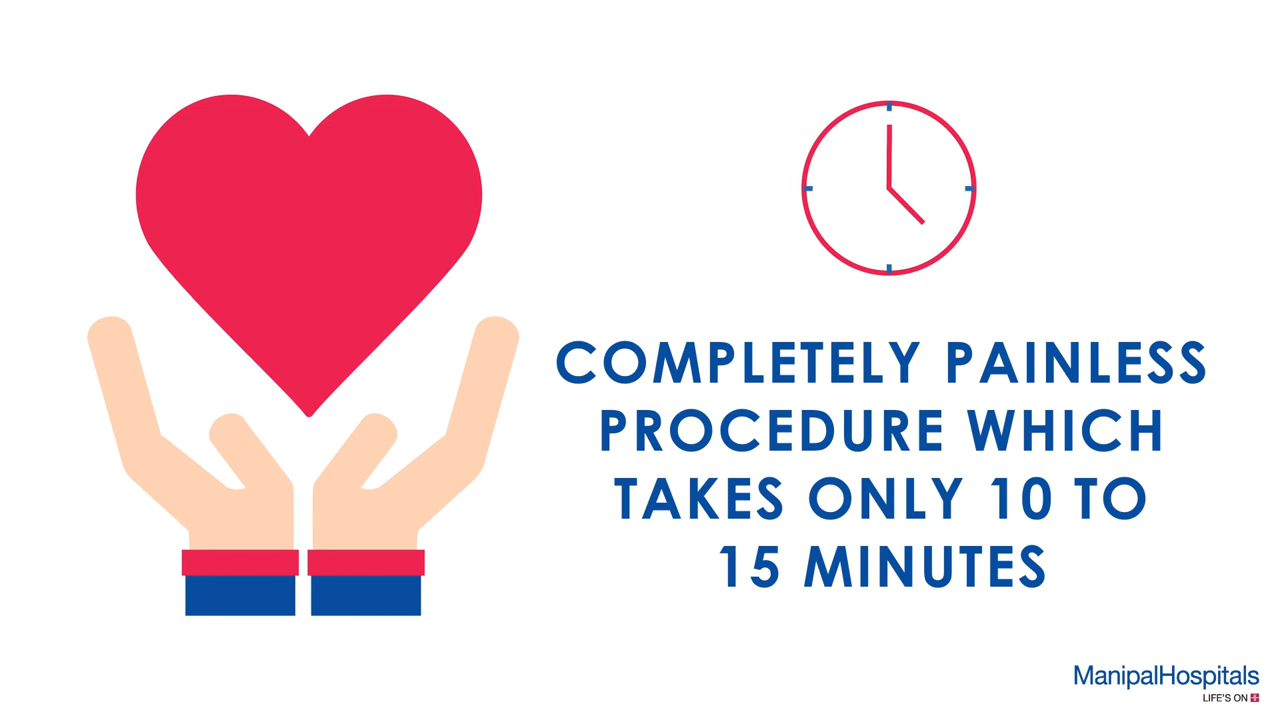 COMPLETELY PAINLESS
PROCEDURE WHICH
TAKES ONLY 10 TO
15 MINUTES
ManipalHospitals
LIFE'S ON